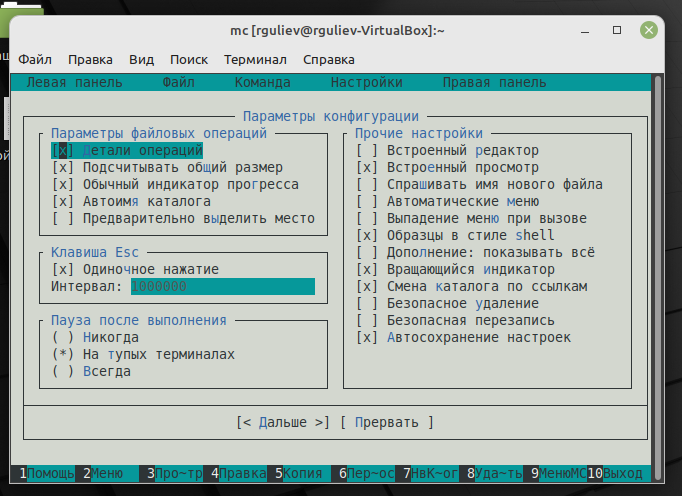 mc [rguliev@rguliev-VirtualBox]:~
Файл Правка Вид Поиск Терминал Справка
Левая панель Файл Команда Настройки Правая панель
Параметры конфигурации
Параметры файловых операций
[x] Детали операций
[x] Подсчитывать общий размер
[x] Обычный индикатор прогресса
[x] Автоимя каталога
[ ] Предварительно выделить место
Клавиша Esc
[x] Одиночное нажатие
Интервал: 1000000
Пауза после выполнения
( ) Никогда
(*) На тупых терминалах
( ) Всегда
Прочие настройки
[ ] Встроенный редактор
[x] Встроенный просмотр
[ ] Спрашивать имя нового файла
[ ] Автоматические меню
[ ] Выпадение меню при вызове
[x] Образцы в стиле shell
[ ] Дополнение: показывать всё
[x] Вращающийся индикатор
[x] Смена каталога по ссылкам
[ ] Безопасное удаление
[ ] Безопасная перезапись
[x] Автосохранение настроек
[< Дальше >] [ Прервать ]
1Помощь 2Меню 3Про~тр 4Правка 5Копия 6Пер~ос 7НвК~ог 8Уда~ть 9МенюMC 10Выход